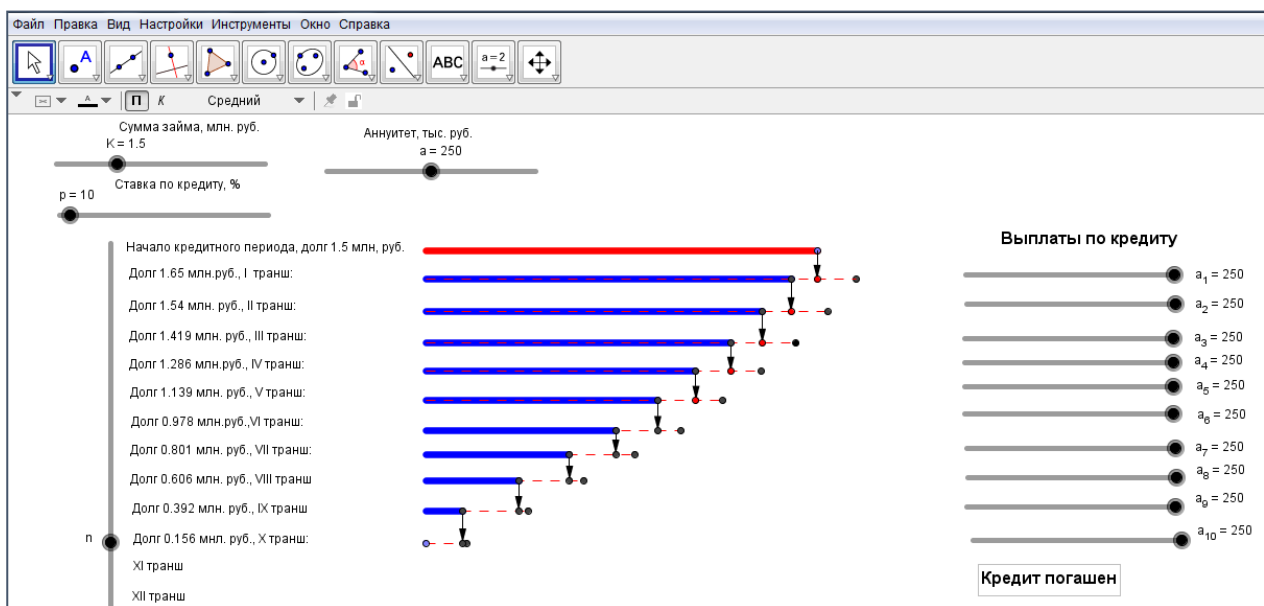 Файл Правка Вид Настройки Инструменты Окно Справка
A ABC a = 2
A П К Средний
Сумма займа, млн. руб.
K = 1.5
Аннуитет, тыс. руб.
a = 250
Ставка по кредиту, %
p = 10
Выплаты по кредиту
Начало кредитного периода, долг 1.5 млн, руб.
Долг 1.65 млн.руб., I транш:
a1 = 250
Долг 1.54 млн. руб., II транш:
a2 = 250
Долг 1.419 млн. руб., III транш:
a3 = 250
Долг 1.286 млн.руб., IV транш:
a4 = 250
Долг 1.139 млн. руб., V транш:
a5 = 250
Долг 0.978 млн.руб.,VI транш:
a6 = 250
Долг 0.801 млн. руб., VII транш:
a7 = 250
Долг 0.606 млн. руб., VIII транш
a8 = 250
Долг 0.392 млн. руб., IX транш
a9 = 250
n
Долг 0.156 мнл. руб., X транш:
a10 = 250
XI транш
Кредит погашен
XII транш